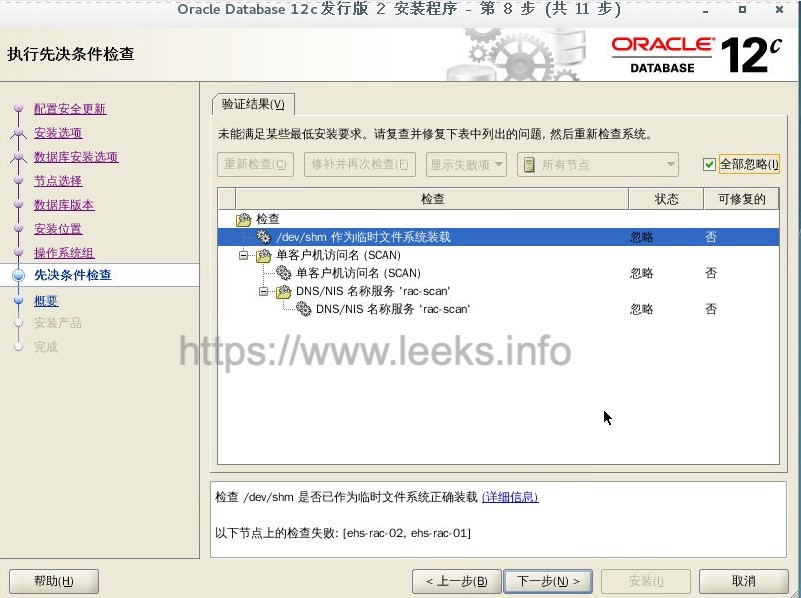 Oracle Database 12c 发行版 2 安装程序 - 第 8 步 (共 11 步)
执行先决条件检查
ORACLE
DATABASE
12c
配置安全更新
安装选项
数据库安装选项
节点选择
数据库版本
安装位置
操作系统组
先决条件检查
概要
安装产品
完成
验证结果(V)
未能满足某些最低安装要求。请复查并修复下表中列出的问题, 然后重新检查系统。
重新检查(C) 修补并再次检查(F) 显示失败项 所有节点 全部忽略(I)
检查 状态 可修复的
检查
/dev/shm 作为临时文件系统装载 忽略 否
单客户机访问名 (SCAN)
单客户机访问名 (SCAN) 忽略 否
DNS/NIS 名称服务 'rac-scan'
DNS/NIS 名称服务 'rac-scan' 忽略 否
https://www.leeks.info
检查 /dev/shm 是否已作为临时文件系统正确装载 (详细信息)
以下节点上的检查失败: [ehs-rac-02, ehs-rac-01]
帮助(H) < 上一步(B) 下一步(N) > 安装(I) 取消